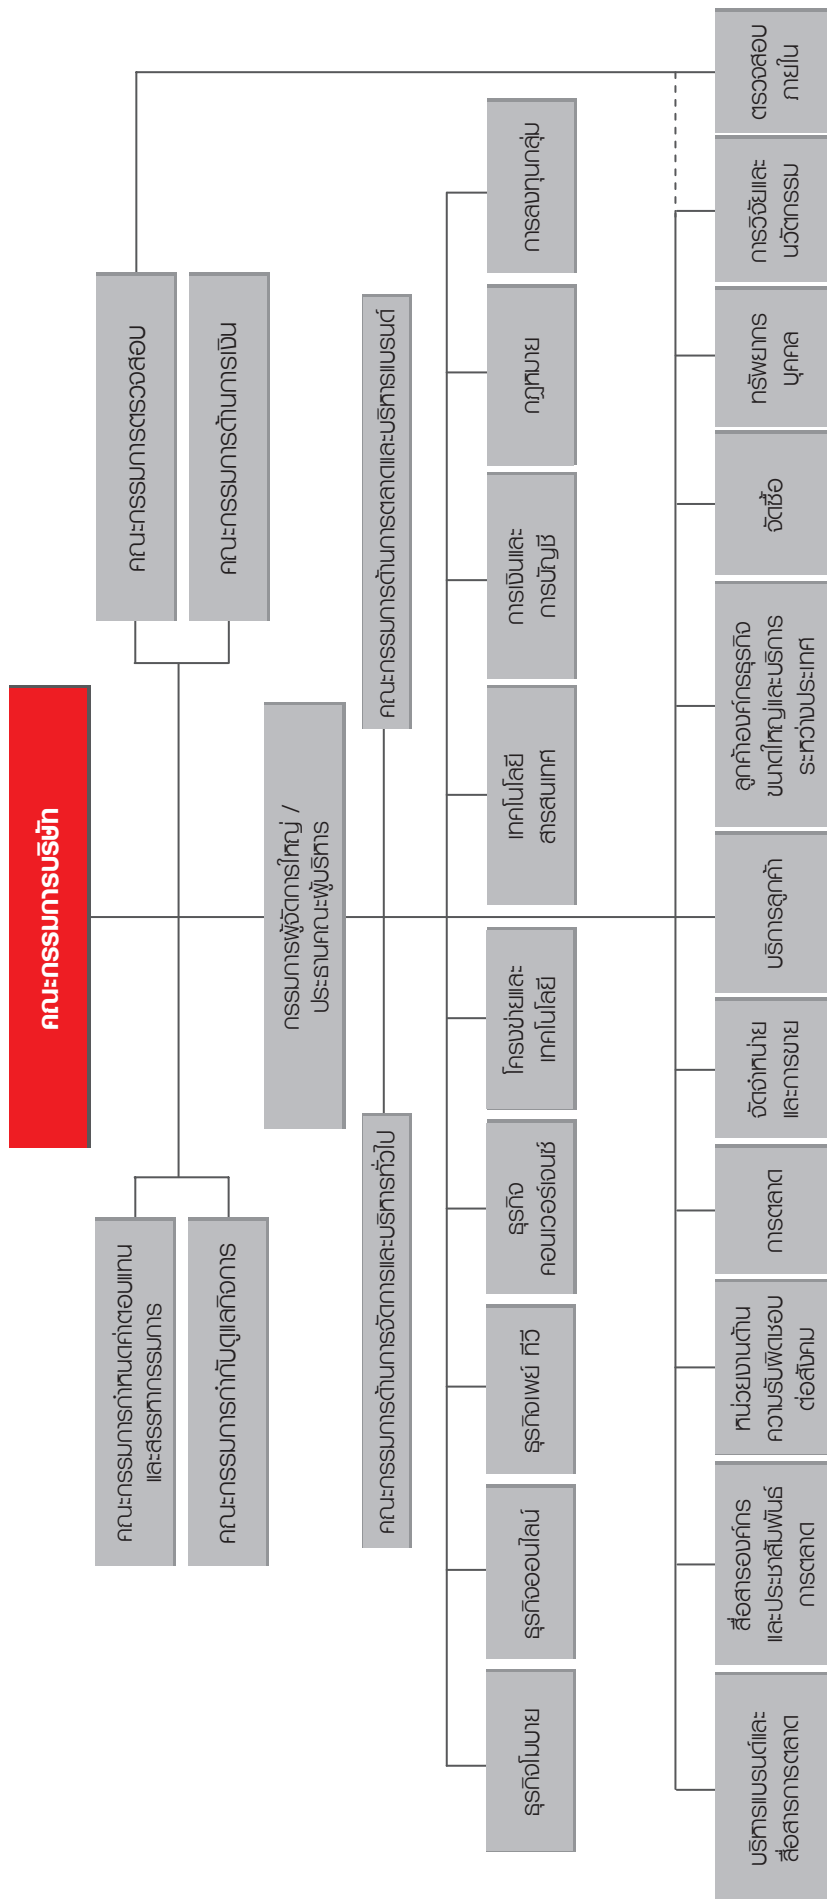 คณะกรรมการบริษัท
คณะกรรมการกำหนดค่าตอบแทน
และสรรหากรรมการ
คณะกรรมการกำกับดูแลกิจการ
คณะกรรมการตรวจสอบ
คณะกรรมการด้านการเงิน
กรรมการผู้จัดการใหญ่ /
ประธานคณะผู้บริหาร
คณะกรรมการด้านการจัดการและบริหารทั่วไป
คณะกรรมการด้านการตลาดและบริหารแบรนด์
ธุรกิจโมบาย
ธุรกิจออนไลน์
ธุรกิจเพย์ ทีวี
ธุรกิจ
คอนเวอร์เจนซ์
โครงข่ายและ
เทคโนโลยี
เทคโนโลยี
สารสนเทศ
การเงินและ
การบัญชี
กฎหมาย
การลงทุนกลุ่ม
บริหารแบรนด์และ
สื่อสารการตลาด
สื่อสารองค์กร
และประชาสัมพันธ์
การตลาด
หน่วยงานด้าน
ความรับผิดชอบ
ต่อสังคม
การตลาด
จัดจำหน่าย
และการขาย
บริการลูกค้า
ลูกค้าองค์กรธุรกิจ
ขนาดใหญ่และบริการ
ระหว่างประเทศ
จัดซื้อ
ทรัพยากร
บุคคล
การวิจัยและ
นวัตกรรม
ตรวจสอบ
ภายใน